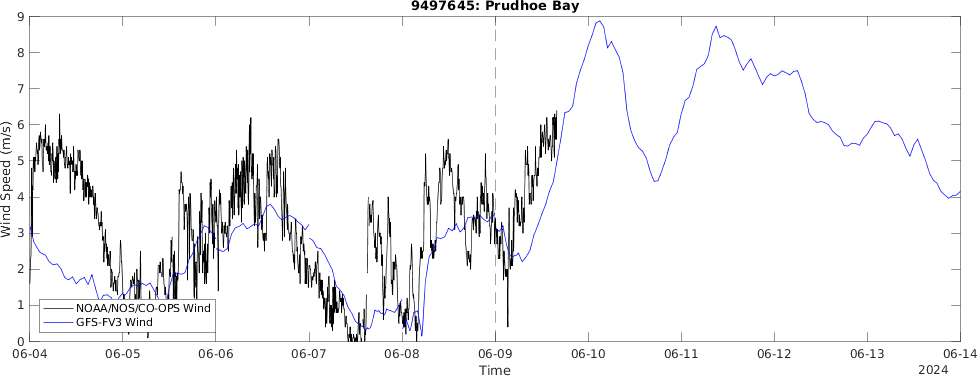 9497645: Prudhoe Bay
9
8
7
6
5
4
3
2
1
0
Wind Speed (m/s)
NOAA/NOS/CO-OPS Wind
GFS-FV3 Wind
06-04 06-05 06-06 06-07 06-08 06-09 06-10 06-11 06-12 06-13 06-14
Time
2024